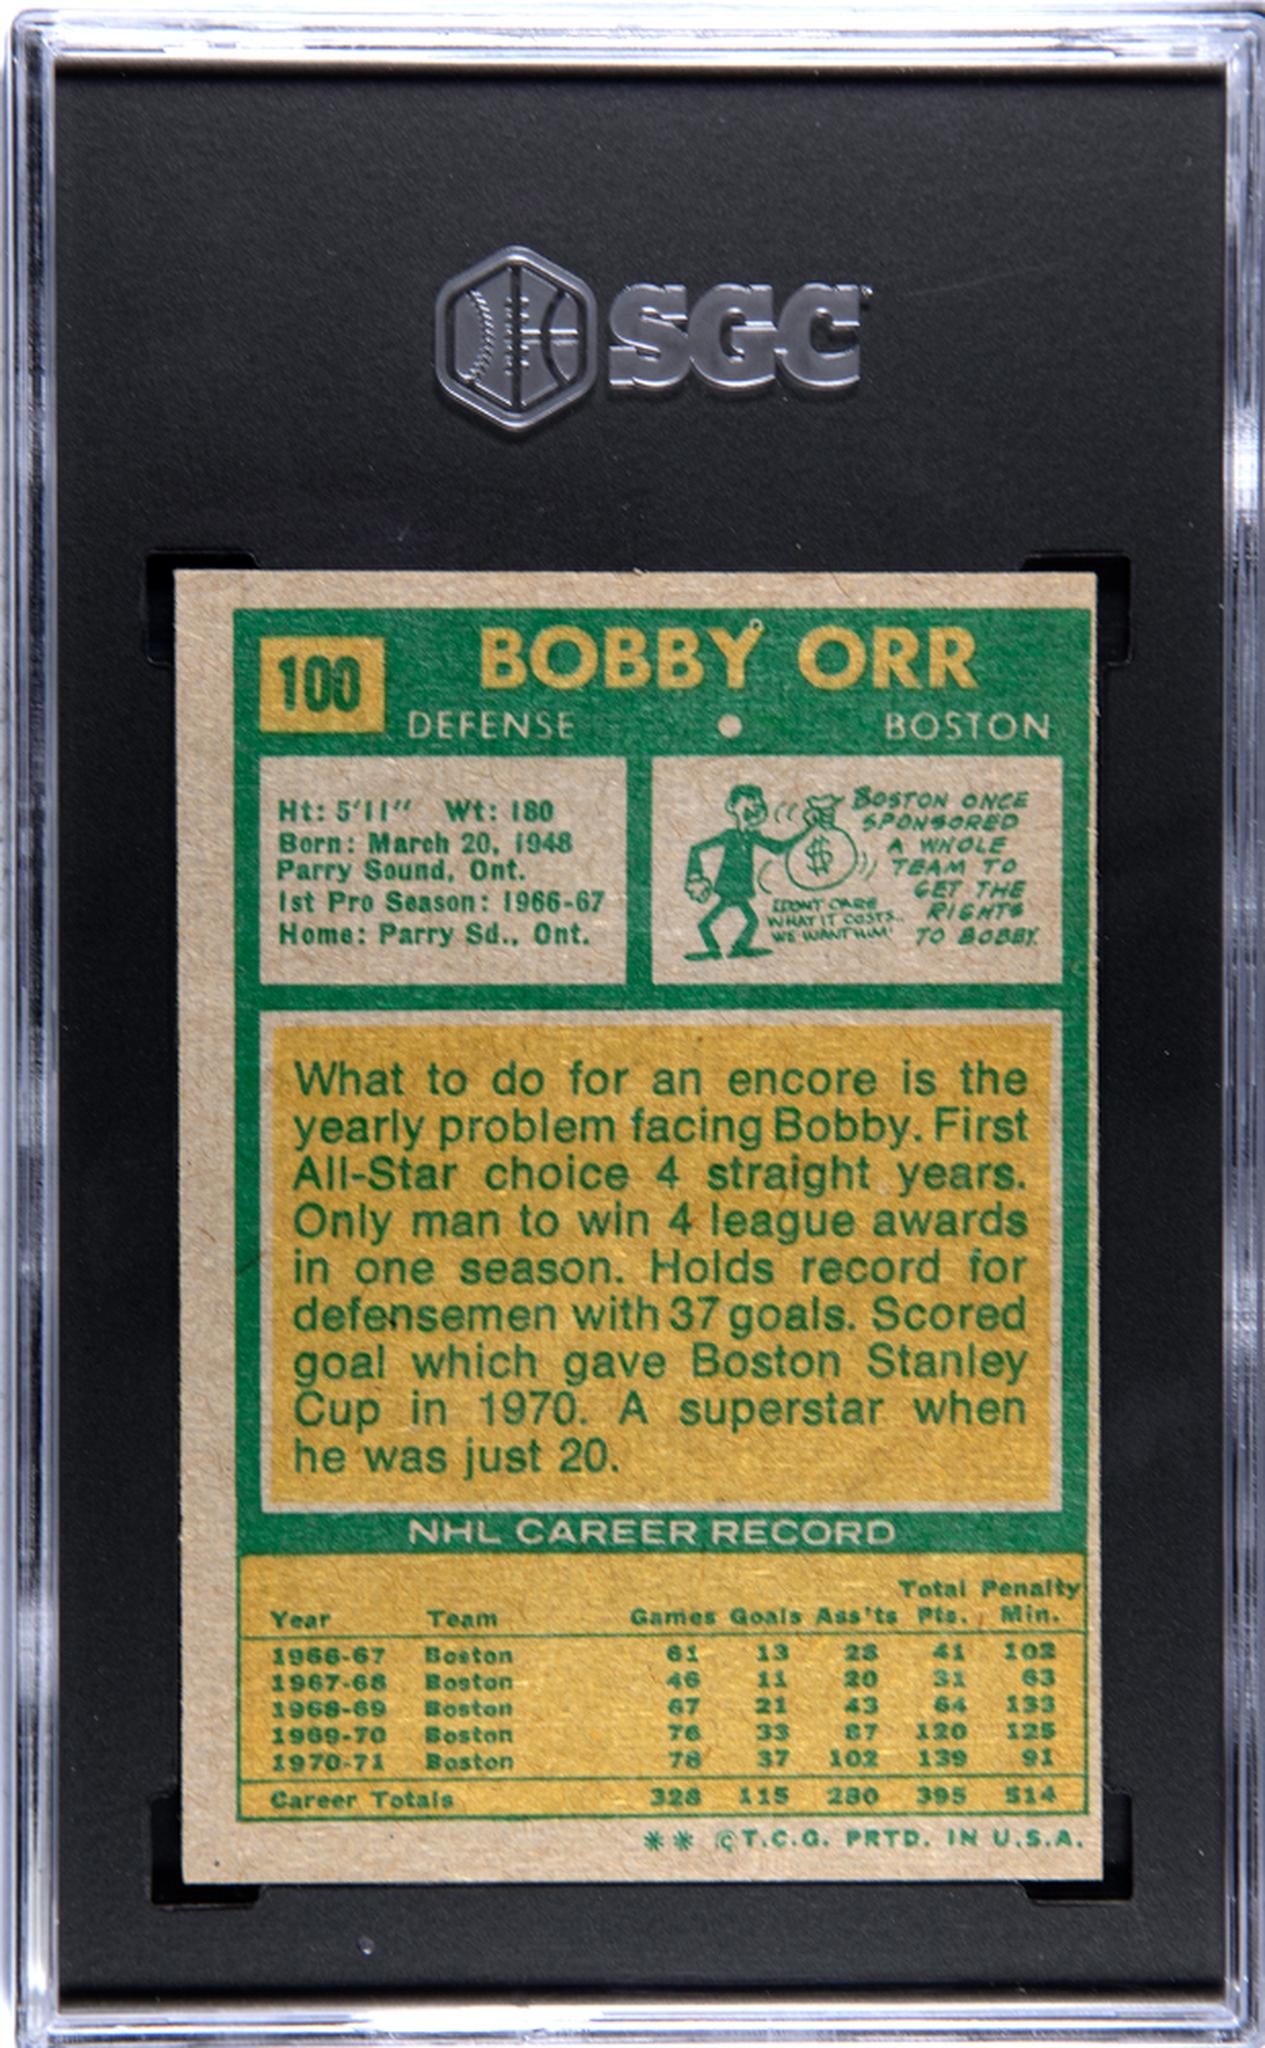 SGC
100
BOBBY ORR
DEFENSE
BOSTON
Ht: 5'11" Wt: 180
Born: March 20, 1948
Parry Sound, Ont.
1st Pro Season: 1966-67
Home: Parry Sd., Ont.
BOSTON ONCE
SPONSORED
A WHOLE
TEAM TO
GET THE
RIGHTS
TO BOBBY.
I DON'T CARE
WHAT IT COSTS..
WE WANT HIM!
$
What to do for an encore is the
yearly problem facing Bobby. First
All-Star choice 4 straight years.
Only man to win 4 league awards
in one season. Holds record for
defensemen with 37 goals. Scored
goal which gave Boston Stanley
Cup in 1970. A superstar when
he was just 20.
NHL CAREER RECORD
Year Team Games Goals Ass'ts Total Pts. Penalty Min.
1966-67 Boston 61 13 28 41 102
1967-68 Boston 46 11 20 31 63
1968-69 Boston 67 21 43 64 133
1969-70 Boston 76 33 87 120 125
1970-71 Boston 78 37 102 139 91
Career Totals 328 115 280 395 514
** © T.C.G. PRTD. IN U.S.A.